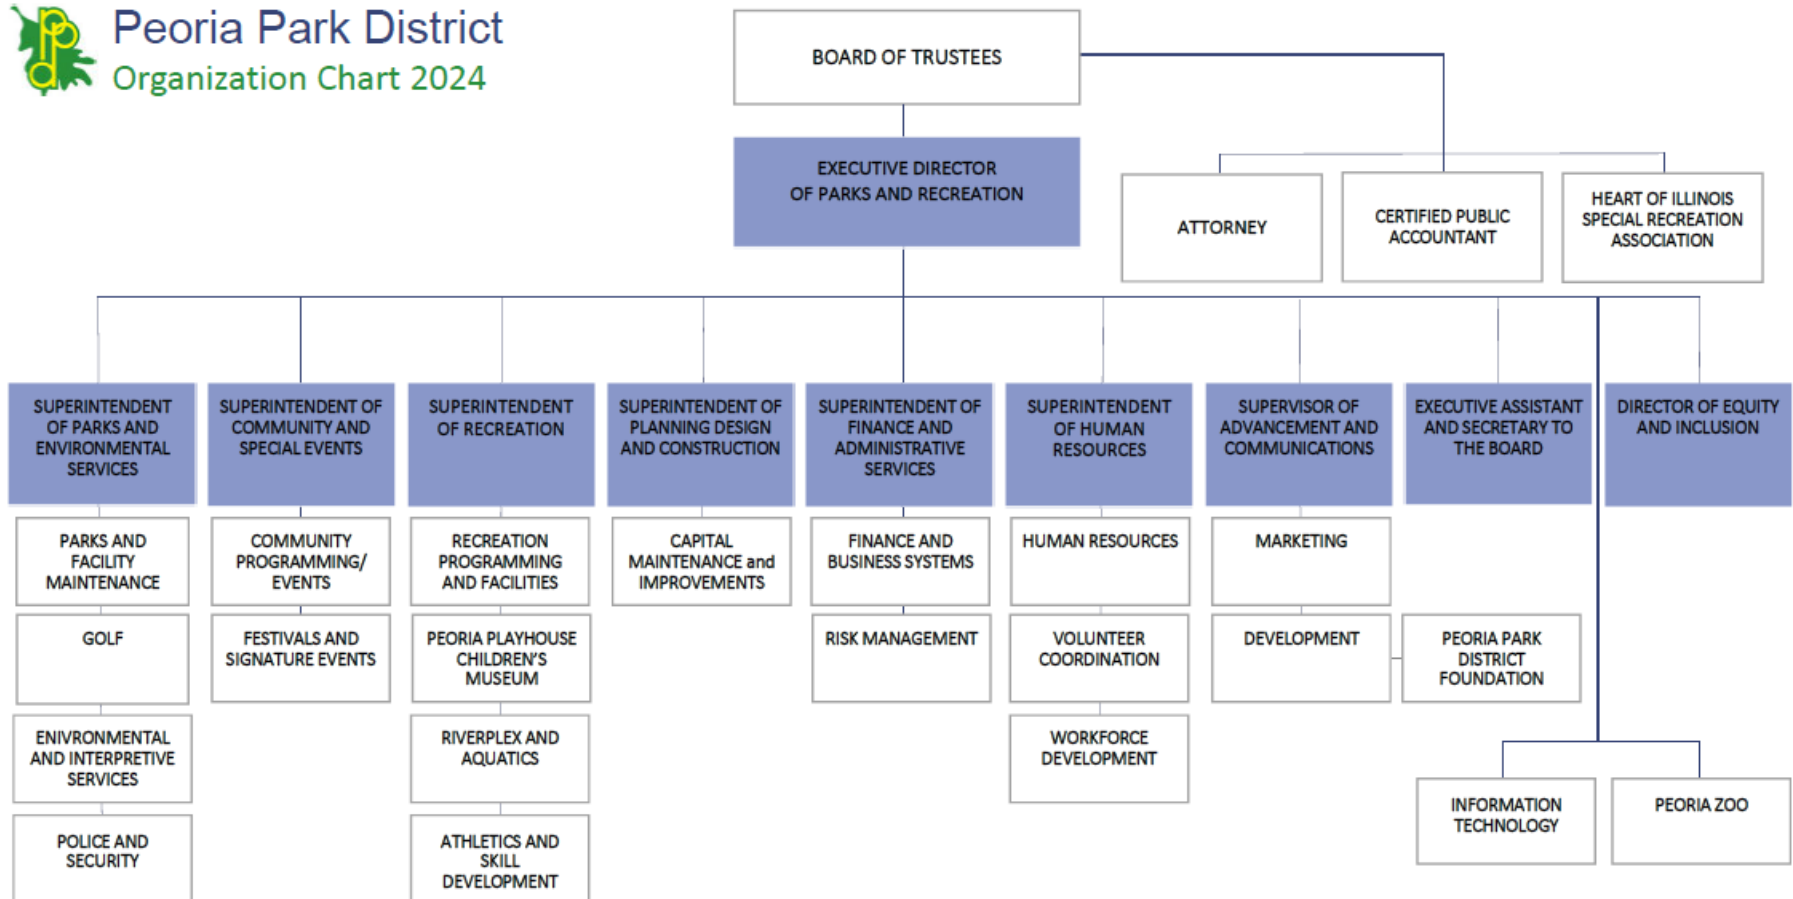 Peoria Park District
Organization Chart 2024
ppd
BOARD OF TRUSTEES
EXECUTIVE DIRECTOR
OF PARKS AND RECREATION
ATTORNEY
CERTIFIED PUBLIC
ACCOUNTANT
HEART OF ILLINOIS
SPECIAL RECREATION
ASSOCIATION
SUPERINTENDENT
OF PARKS AND
ENVIRONMENTAL
SERVICES
SUPERINTENDENT OF
COMMUNITY AND
SPECIAL EVENTS
SUPERINTENDENT
OF RECREATION
SUPERINTENDENT OF
PLANNING DESIGN
AND CONSTRUCTION
SUPERINTENDENT OF
FINANCE AND
ADMINISTRATIVE
SERVICES
SUPERINTENDENT
OF HUMAN
RESOURCES
SUPERVISOR OF
ADVANCEMENT AND
COMMUNICATIONS
EXECUTIVE ASSISTANT
AND SECRETARY TO
THE BOARD
DIRECTOR OF EQUITY
AND INCLUSION
PARKS AND
FACILITY
MAINTENANCE
COMMUNITY
PROGRAMMING/
EVENTS
RECREATION
PROGRAMMING
AND FACILITIES
CAPITAL
MAINTENANCE and
IMPROVEMENTS
FINANCE AND
BUSINESS SYSTEMS
HUMAN RESOURCES
MARKETING
GOLF
FESTIVALS AND
SIGNATURE EVENTS
PEORIA PLAYHOUSE
CHILDREN'S
MUSEUM
RISK MANAGEMENT
VOLUNTEER
COORDINATION
DEVELOPMENT
PEORIA PARK
DISTRICT
FOUNDATION
ENIVRONMENTAL
AND INTERPRETIVE
SERVICES
RIVERPLEX AND
AQUATICS
WORKFORCE
DEVELOPMENT
INFORMATION
TECHNOLOGY
PEORIA ZOO
POLICE AND
SECURITY
ATHLETICS AND
SKILL
DEVELOPMENT